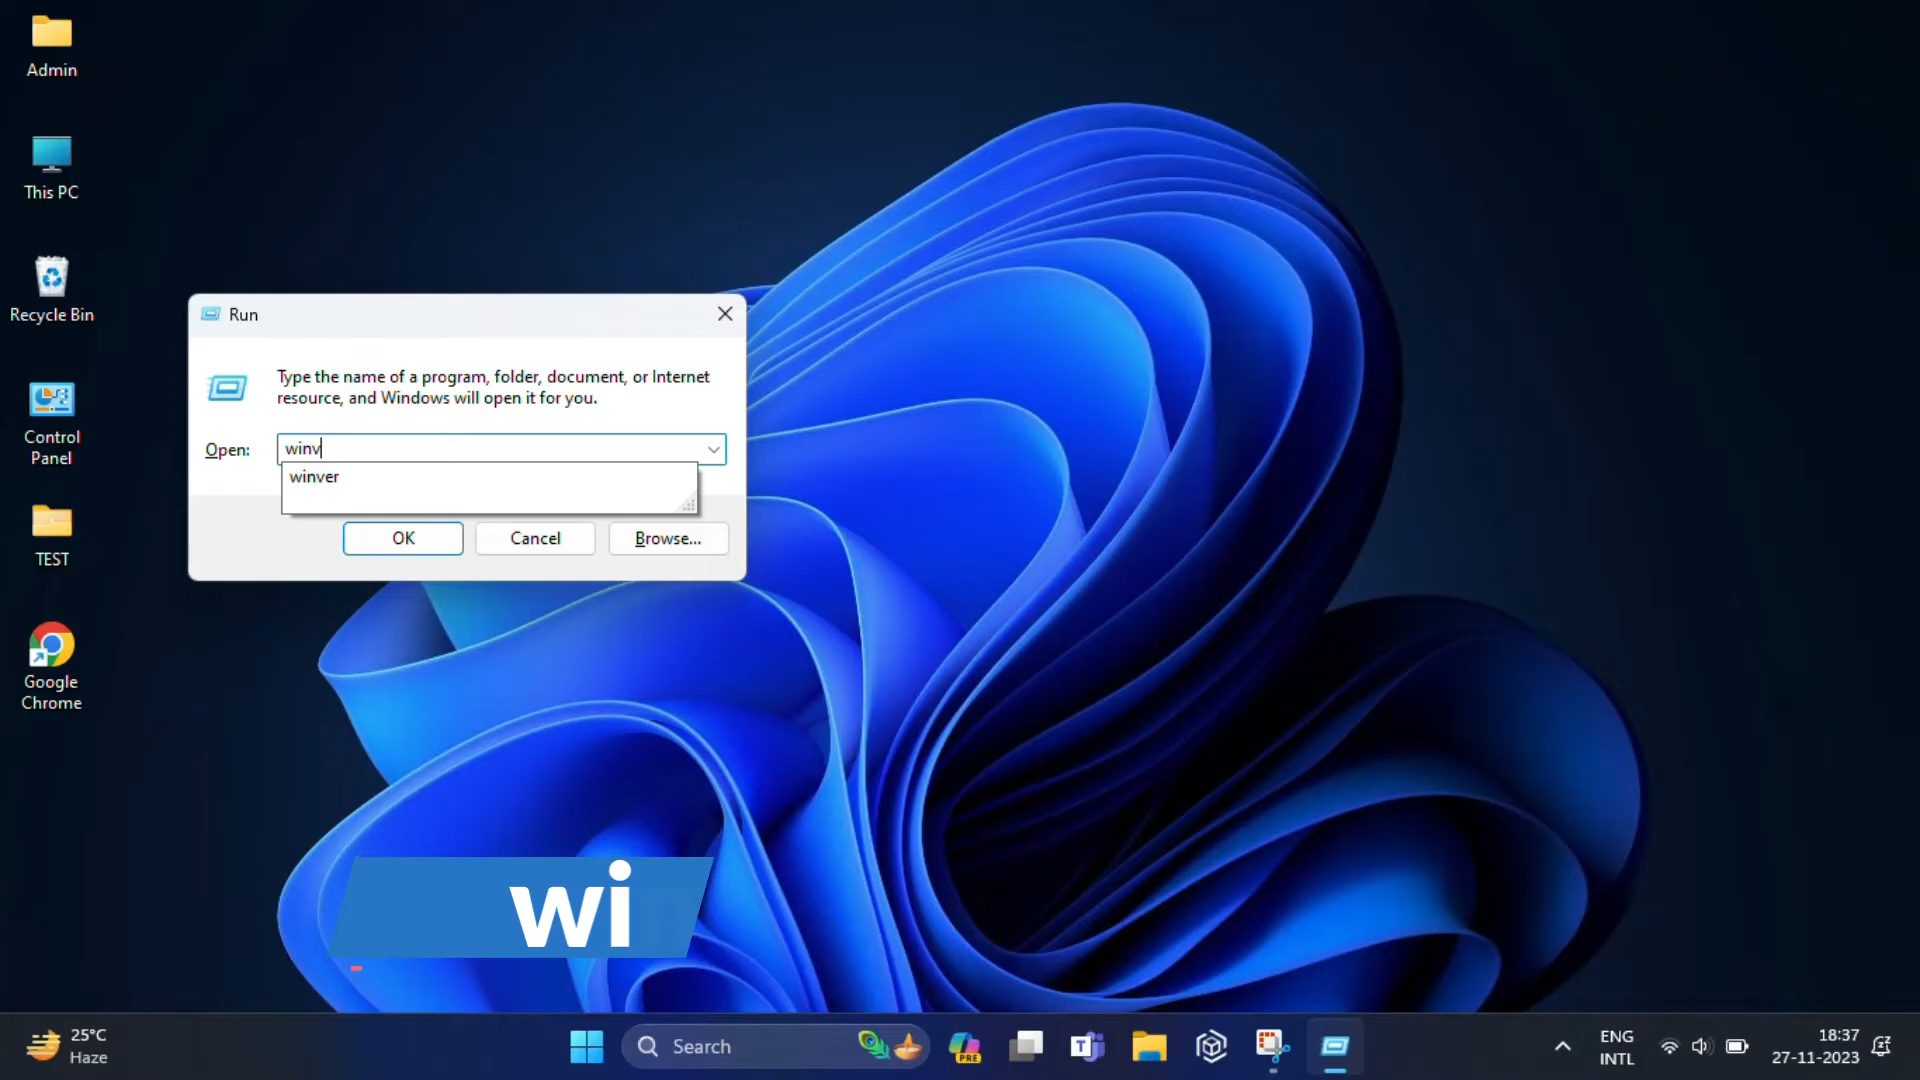 Admin
This PC
Recycle Bin
Control
Panel
TEST
Google
Chrome
Run
Type the name of a program, folder, document, or Internet
resource, and Windows will open it for you.
Open:
winv
winver
OK
Cancel
Browse...
wi
25°C
Haze
Search
PRE
T
ENG
INTL
18:37
27-11-2023